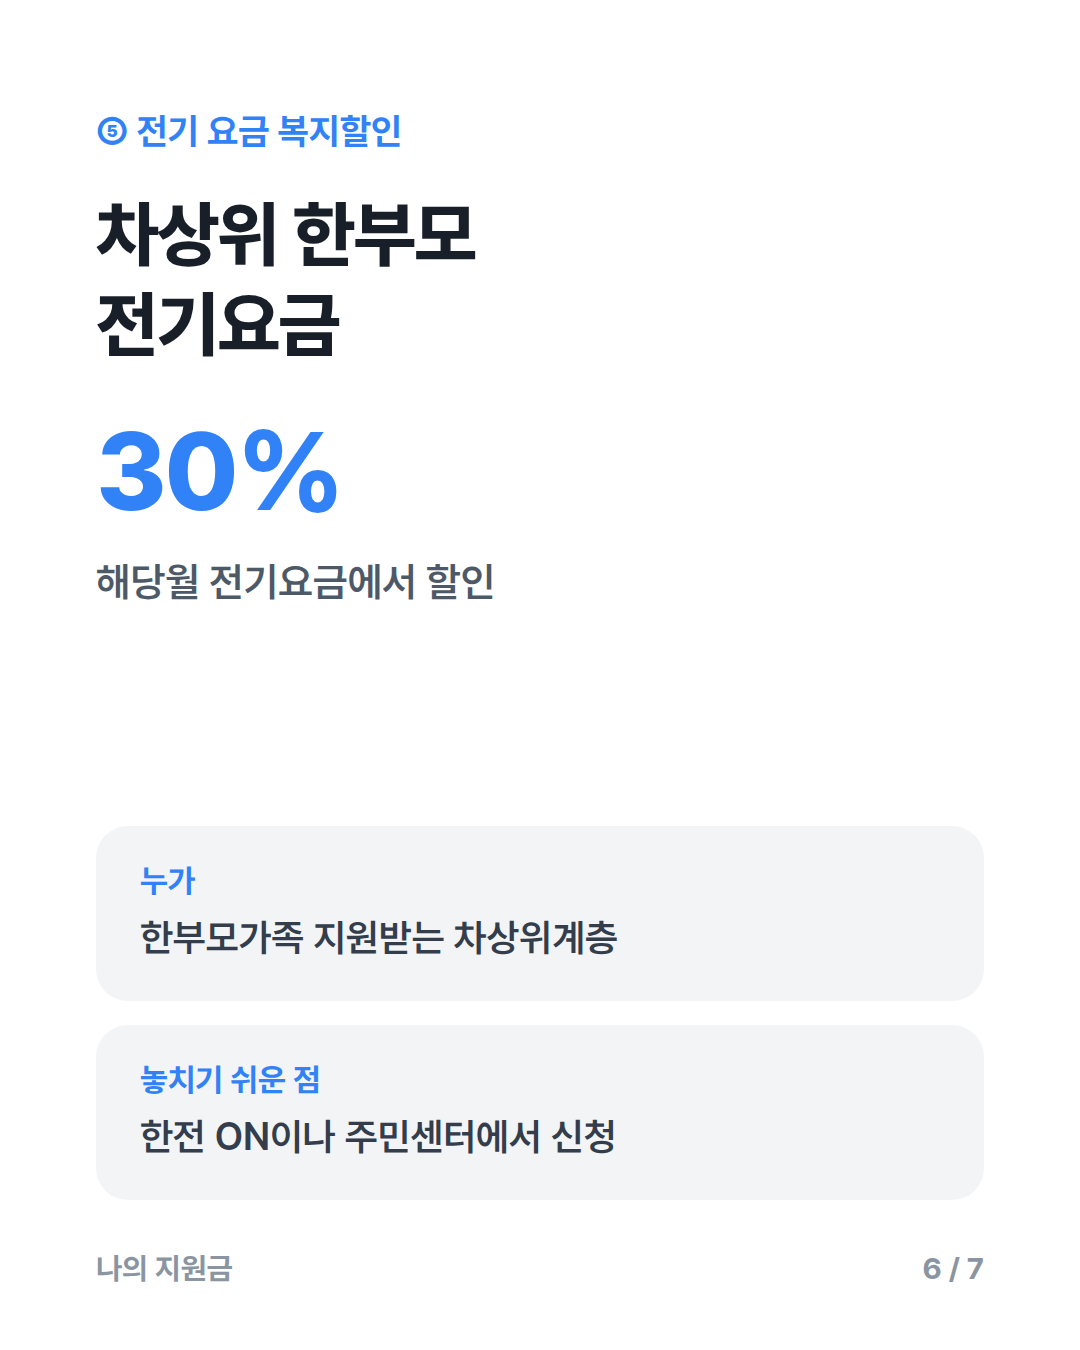 ⑤ 전기 요금 복지할인
차상위 한부모
전기요금
30%
해당월 전기요금에서 할인
누가
한부모가족 지원받는 차상위계층
놓치기 쉬운 점
한전 ON이나 주민센터에서 신청
나의 지원금
6 / 7